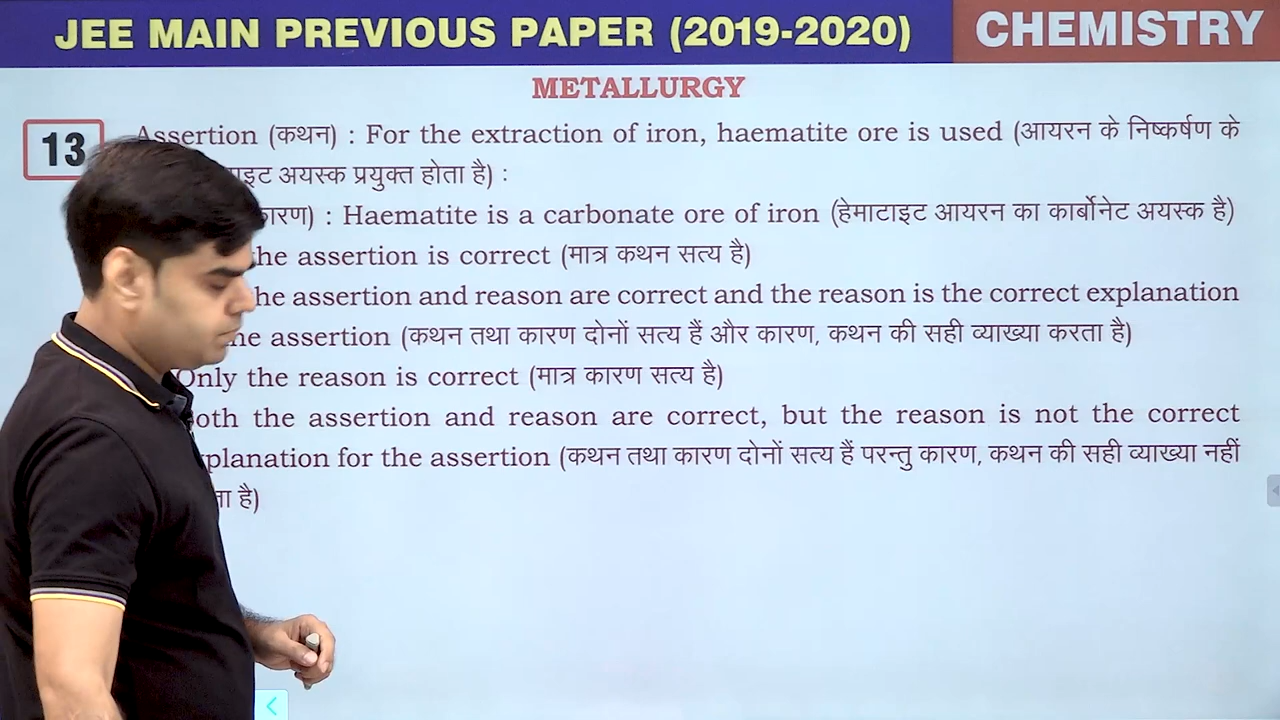 JEE MAIN PREVIOUS PAPER (2019-2020) CHEMISTRY
METALLURGY
13 Assertion (कथन) : For the extraction of iron, haematite ore is used (आयरन के निष्कर्षण के
अयस्क प्रयुक्त होता है) :
: Haematite is a carbonate ore of iron (हेमाटाइट आयरन का कार्बोनेट अयस्क है)
the assertion is correct (मात्र कथन सत्य है)
the assertion and reason are correct and the reason is the correct explanation
assertion (कथन तथा कारण दोनों सत्य हैं और कारण, कथन की सही व्याख्या करता है)
Only the reason is correct (मात्र कारण सत्य है)
the assertion and reason are correct, but the reason is not the correct
explanation for the assertion (कथन तथा कारण दोनों सत्य हैं परन्तु कारण, कथन की सही व्याख्या नहीं
है)